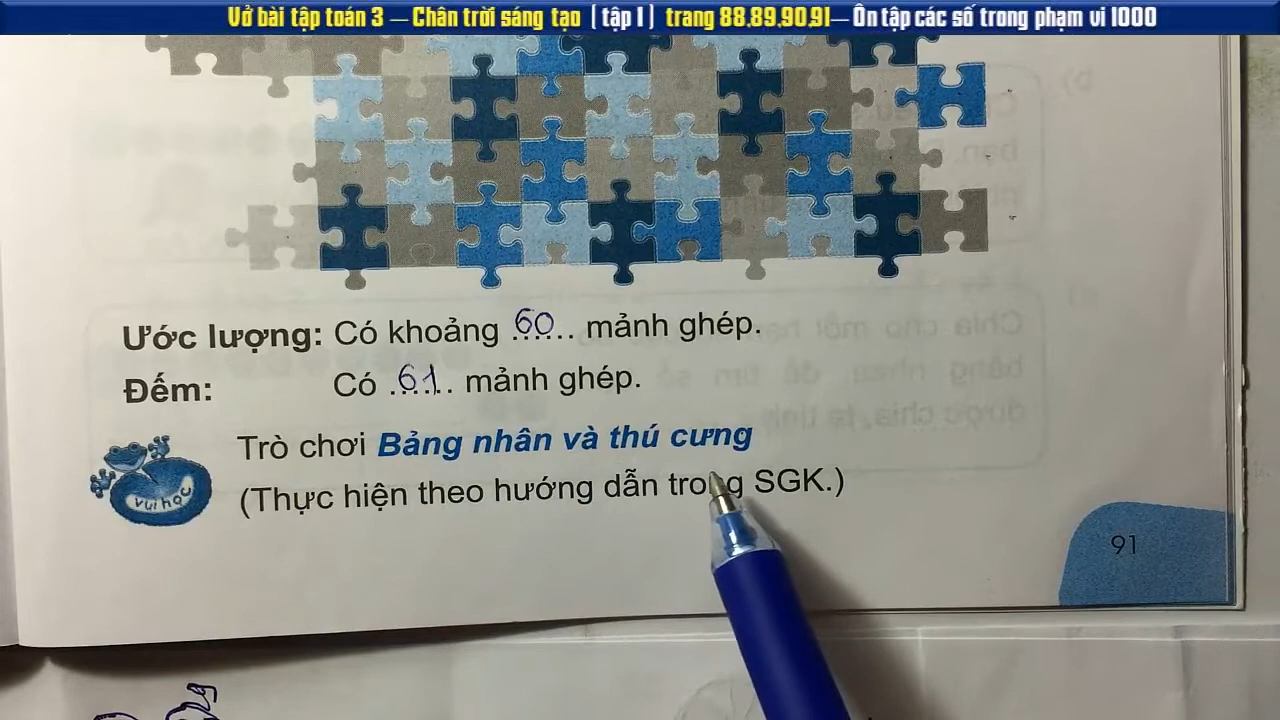 Vở bài tập toán 3 – Chân trời sáng tạo (tập 1) trang 88.89.90.91– Ôn tập các số trong phạm vi 1000
Ước lượng: Có khoảng 60 mảnh ghép.
Đếm: Có 61 mảnh ghép.
Trò chơi Bảng nhân và thú cưng
(Thực hiện theo hướng dẫn trong SGK.)
vui học
91